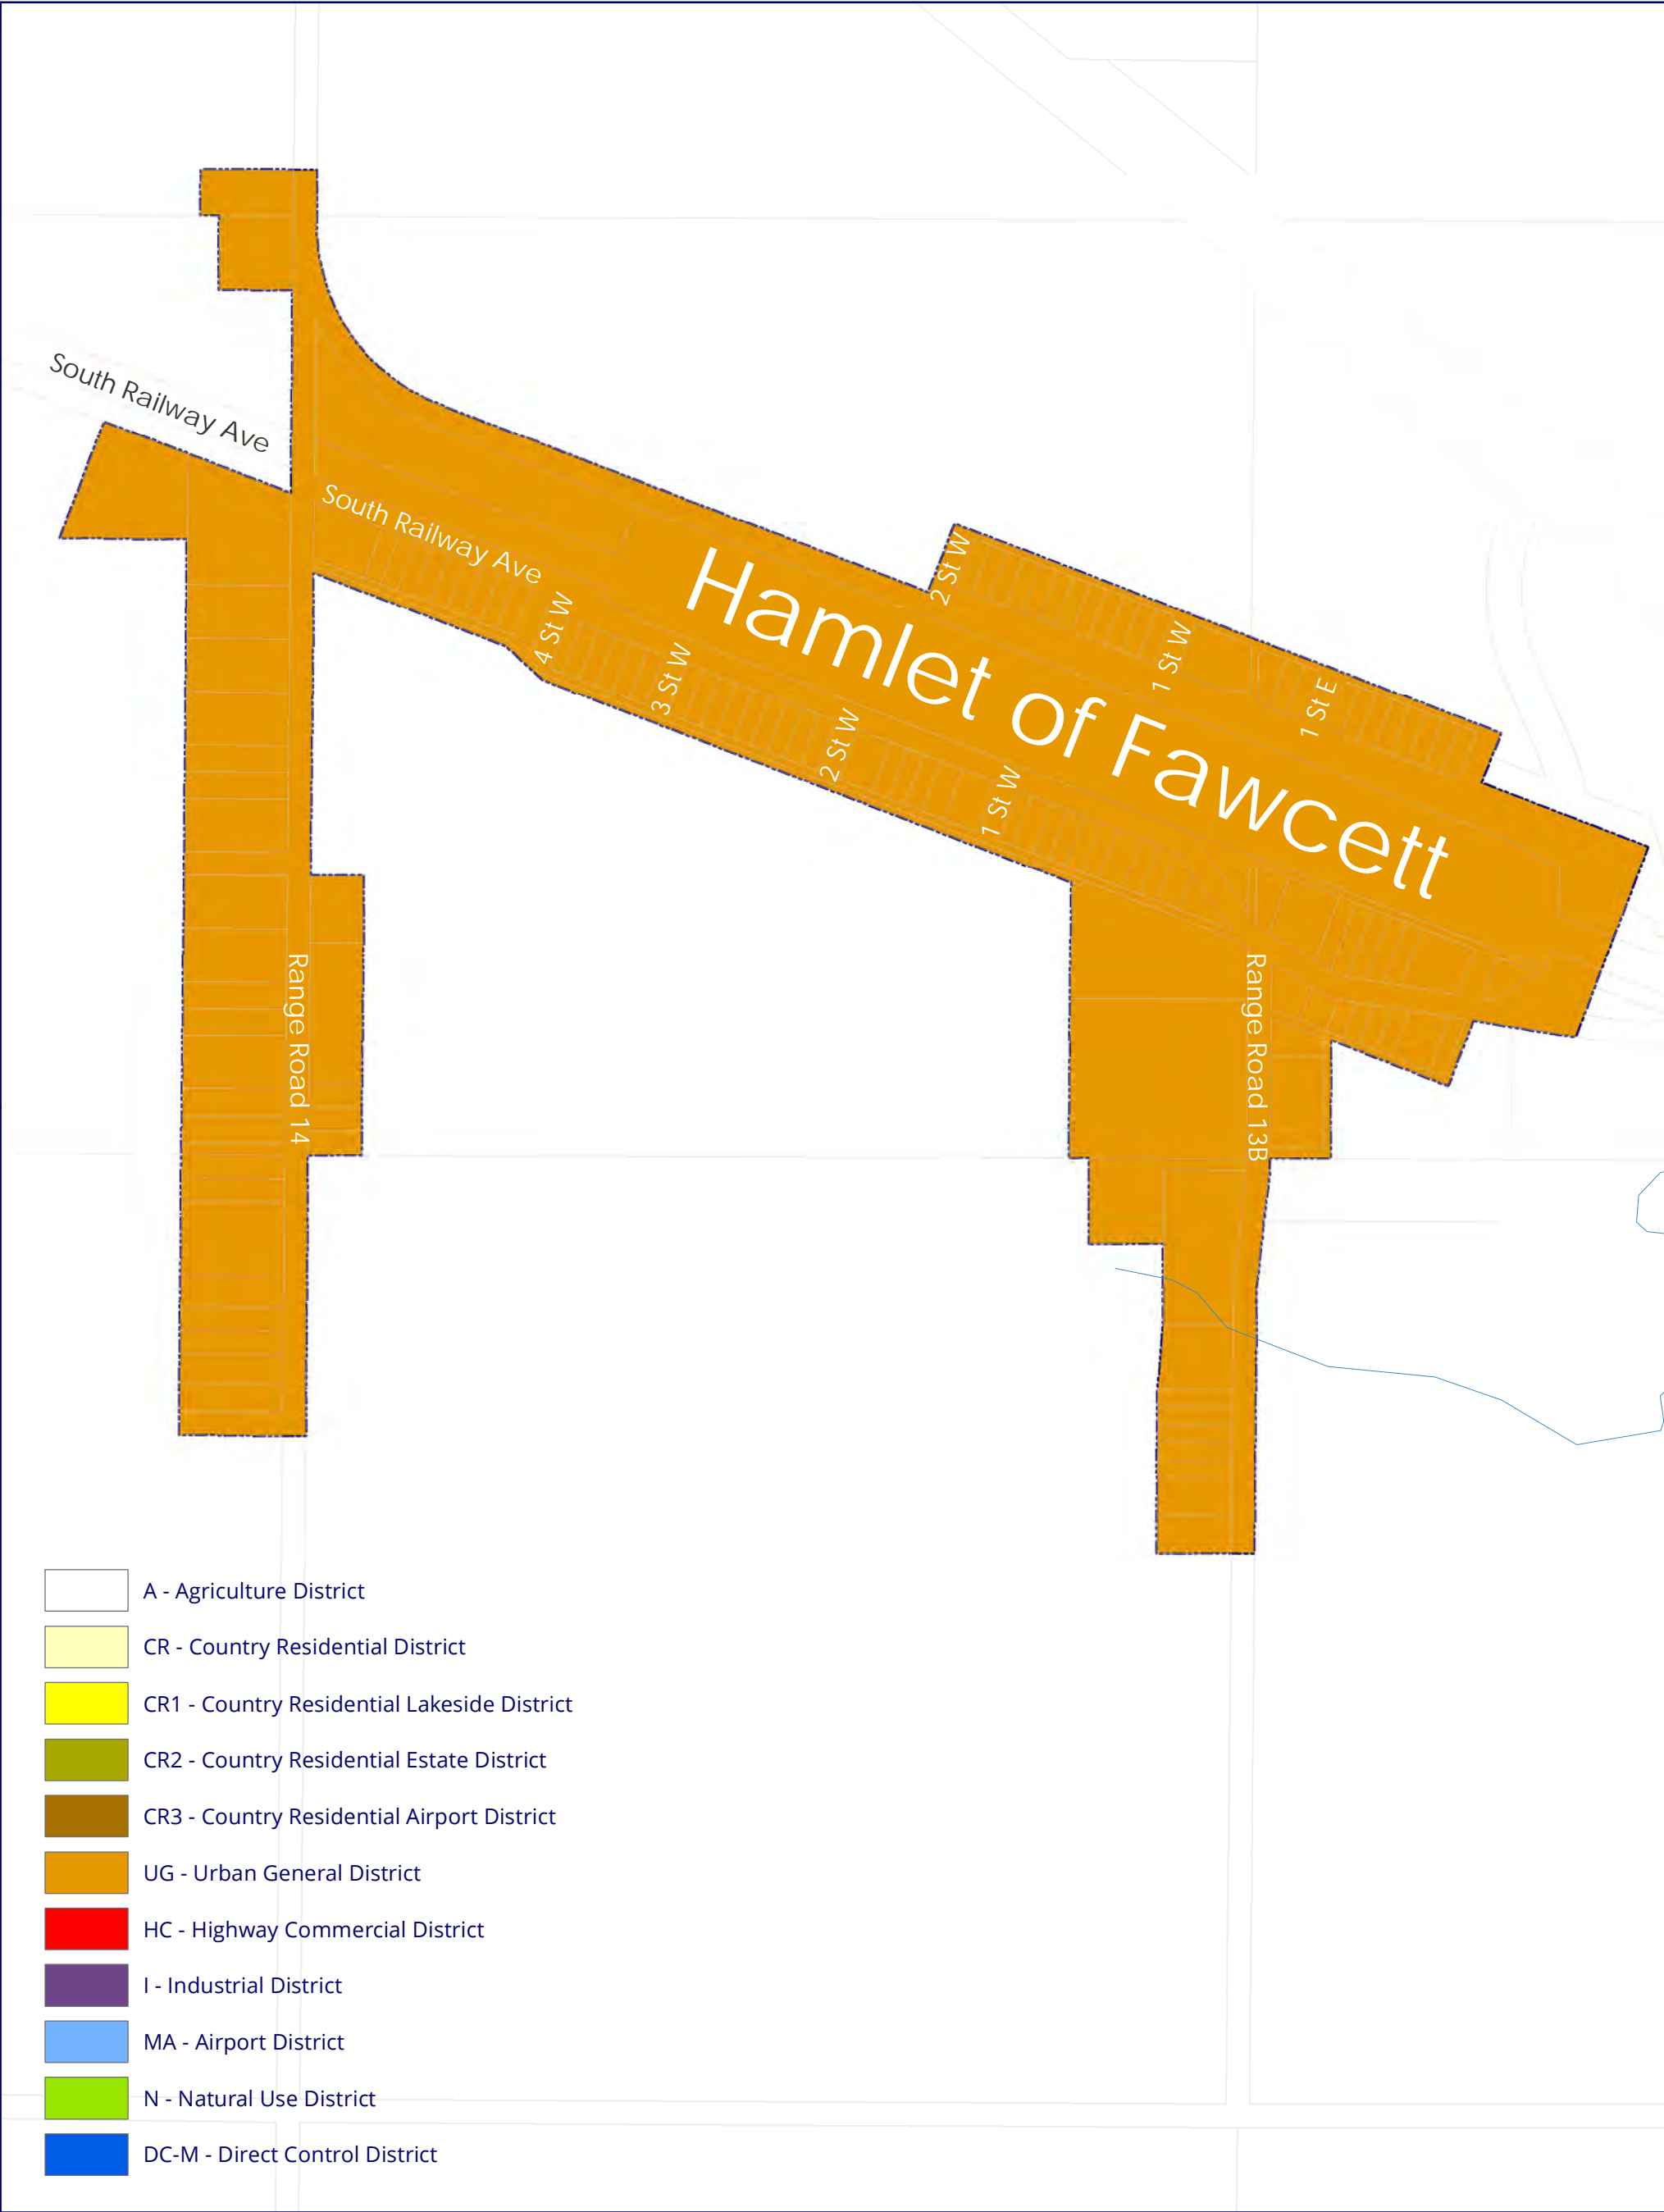 South Railway Ave
South Railway Ave
2 St W
Hamlet of Fawcett
4 St W
1 St W
3 St W
1 St E
2 St W
1 St W
Range Road 14
Range Road 13B
A - Agriculture District
CR - Country Residential District
CR1 - Country Residential Lakeside District
CR2 - Country Residential Estate District
CR3 - Country Residential Airport District
UG - Urban General District
HC - Highway Commercial District
I - Industrial District
MA - Airport District
N - Natural Use District
DC-M - Direct Control District